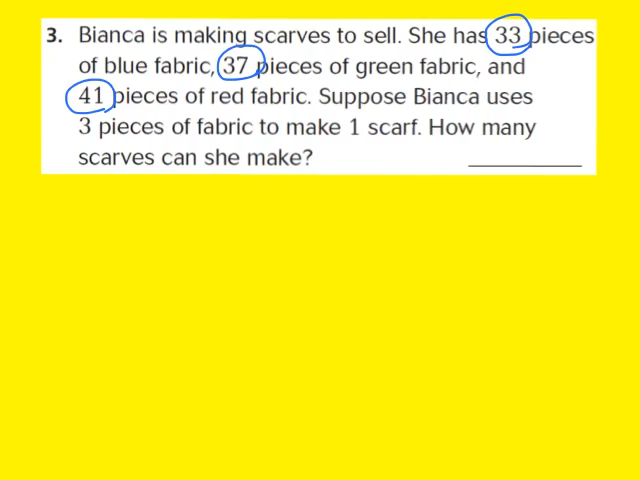 3. Bianca is making scarves to sell. She has 33 pieces
of blue fabric, 37 pieces of green fabric, and
41 pieces of red fabric. Suppose Bianca uses
3 pieces of fabric to make 1 scarf. How many
scarves can she make?